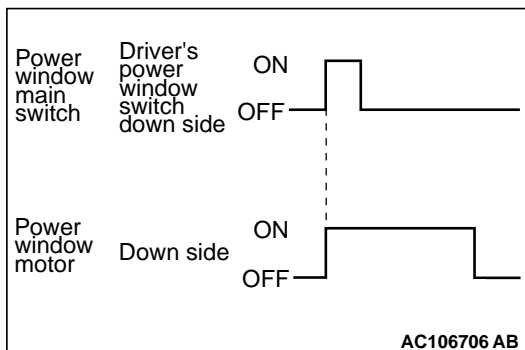 Power
window
main
switch
Driver's
power
window
switch
down side
ON
OFF
Power
window
motor
Down side
ON
OFF
AC106706 AB